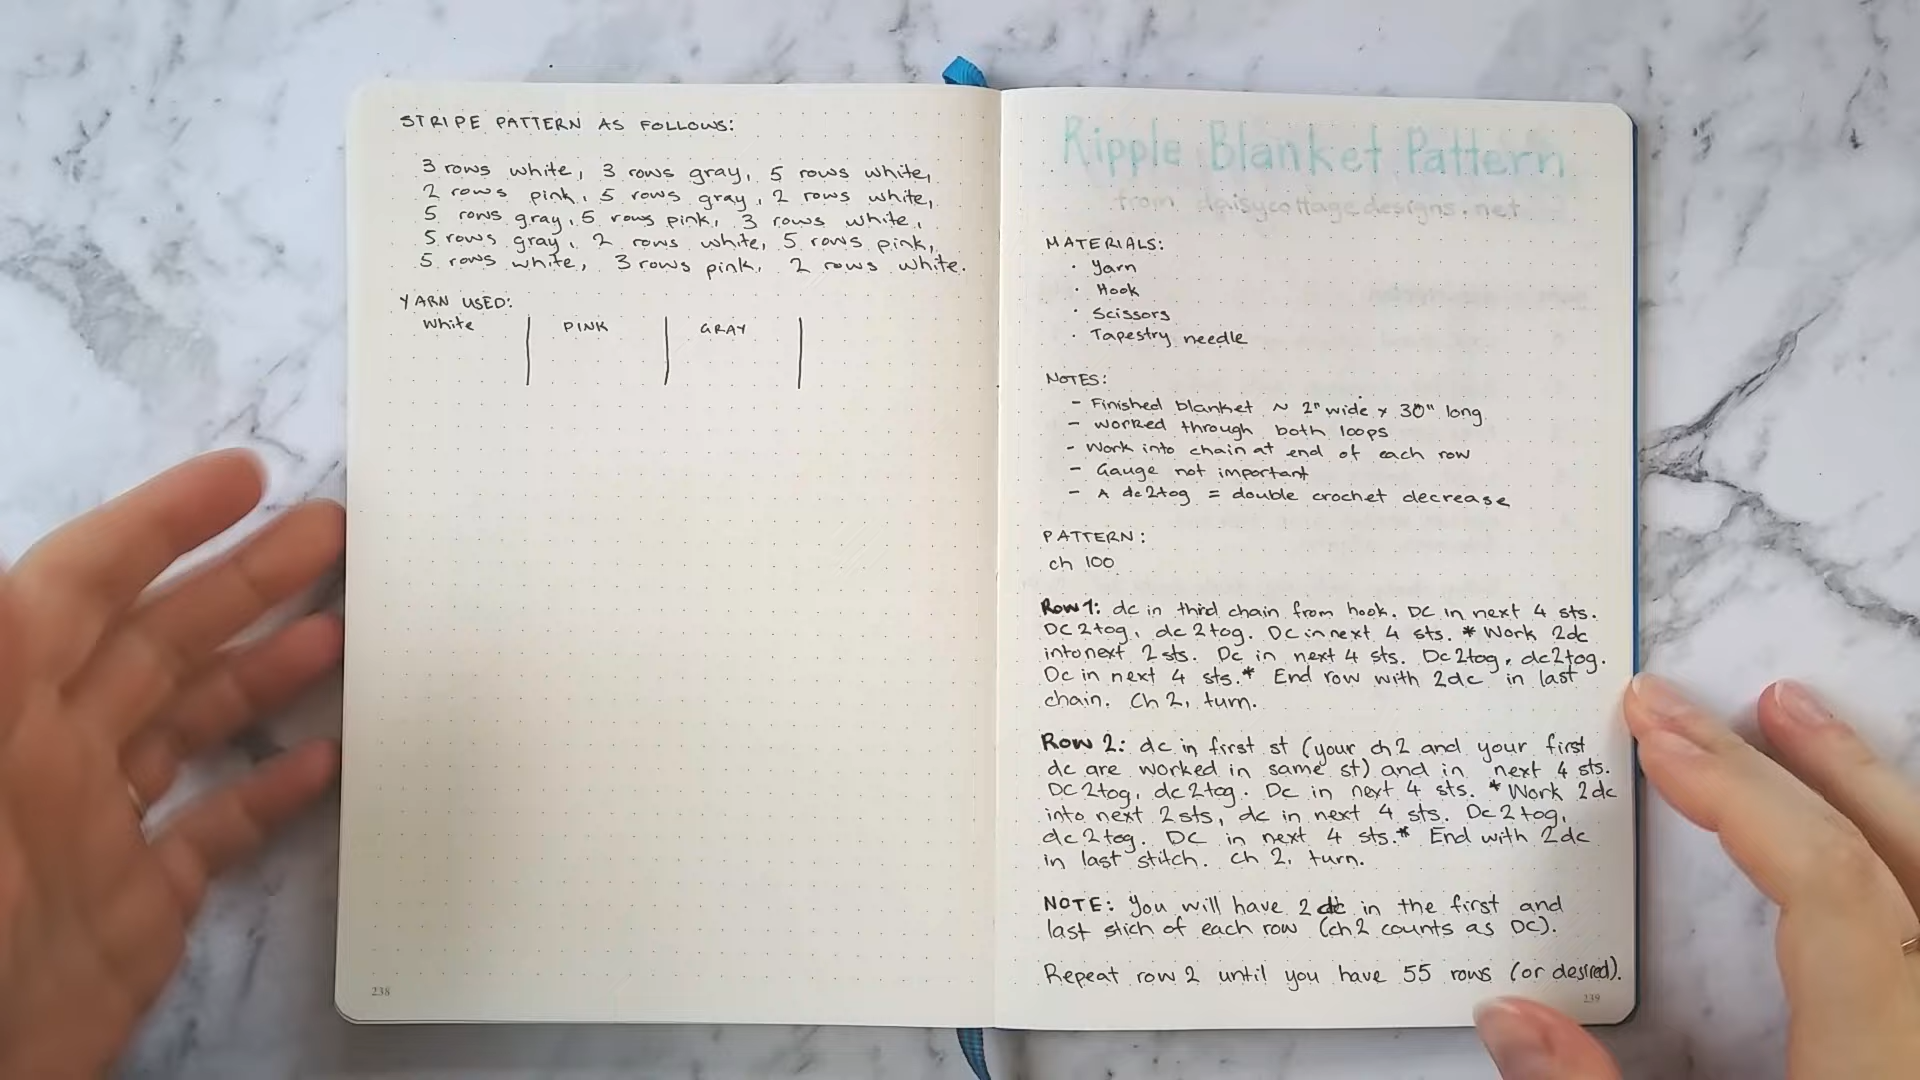 STRIPE PATTERN AS FOLLOWS:
3 rows white, 3 rows gray, 5 rows white,
2 rows pink, 5 rows gray, 2 rows white,
5 rows gray, 5 rows pink, 3 rows white,
5 rows gray, 2 rows white, 5 rows pink,
5 rows white, 3 rows pink, 2 rows white.
YARN USED:
White PINK GRAY
238
Ripple Blanket Pattern
from daisycottagedesigns.net
MATERIALS:
· Yarn
· Hook
· Scissors
· Tapestry needle
NOTES:
- Finished blanket ~ 2" wide x 30" long
- worked through both loops
- Work into chain at end of each row
- Gauge not important
- A dc2tog = double crochet decrease
PATTERN:
ch 100
Row 1: dc in third chain from hook. DC in next 4 sts.
DC2tog, dc2tog. Dc in next 4 sts. * Work 2dc
into next 2 sts. Dc in next 4 sts. Dc2tog, dc2tog.
Dc in next 4 sts.* End row with 2dc in last
chain. Ch 2, turn.
Row 2: dc in first st (your ch2 and your first
dc are worked in same st) and in next 4 sts.
DC2tog, dc2tog. Dc in next 4 sts. *Work 2dc
into next 2 sts, dc in next 4 sts. Dc2tog,
dc2tog. DC in next 4 sts.* End with 2dc
in last stitch. ch 2, turn.
NOTE: You will have 2 dc in the first and
last stich of each row (ch2 counts as DC).
Repeat row 2 until you have 55 rows (or desired).
239